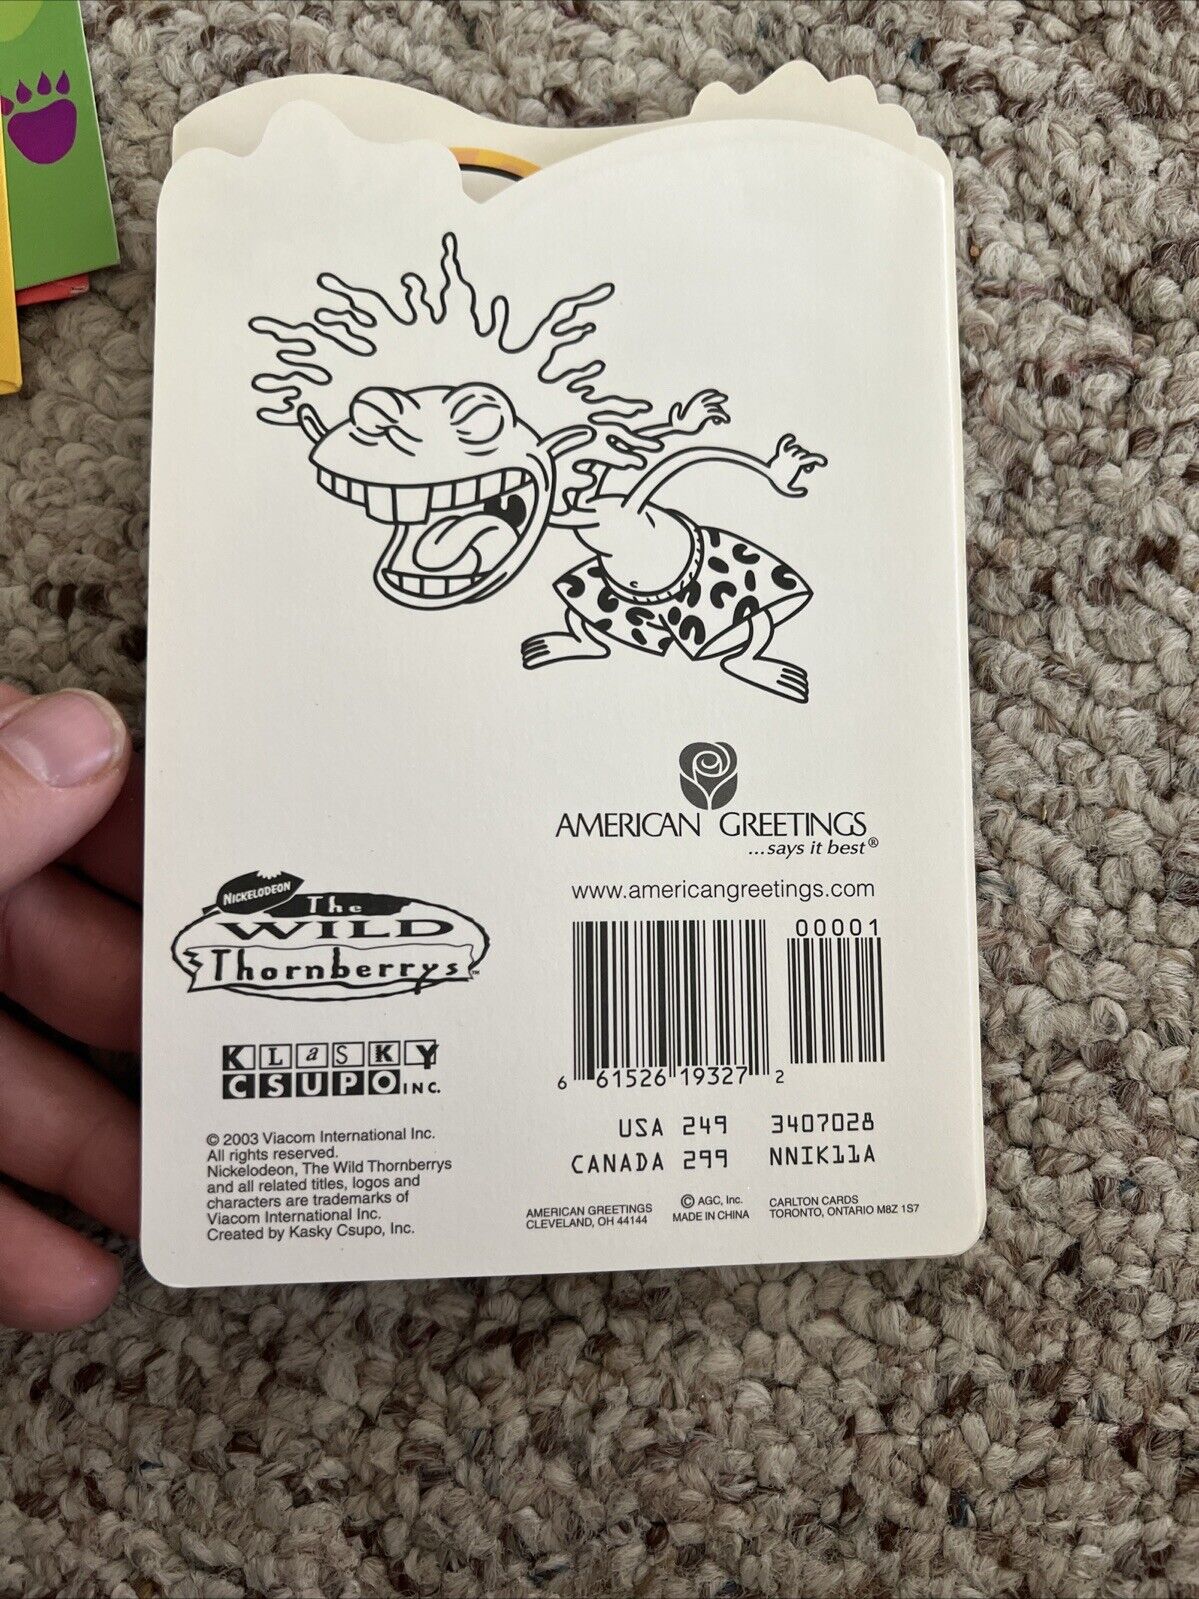 AMERICAN GREETINGS
...says it best®
www.americangreetings.com
NICKELODEON
The
WILD
Thornberrys™
KLaSKY
CSUPO INC.
00001
6 61526 19327 2
USA 249 3407028
CANADA 299 NNIK11A
© 2003 Viacom International Inc.
All rights reserved.
Nickelodeon, The Wild Thornberrys
and all related titles, logos and
characters are trademarks of
Viacom International Inc.
Created by Kasky Csupo, Inc.
AMERICAN GREETINGS
CLEVELAND, OH 44144
© AGC, Inc.
MADE IN CHINA
CARLTON CARDS
TORONTO, ONTARIO M8Z 1S7